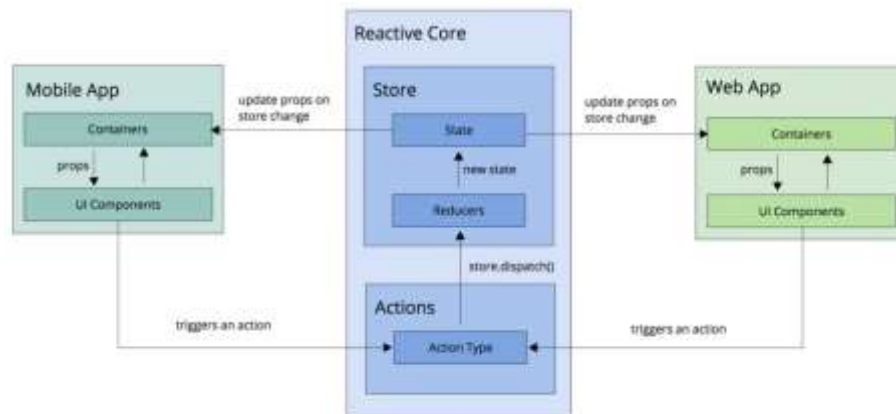 Reactive Core
Mobile App
Containers
props
UI Components
update props on
store change
Store
State
new state
Reducers
store.dispatch()
Actions
Action Type
update props on
store change
Web App
Containers
props
UI Components
triggers an action
triggers an action